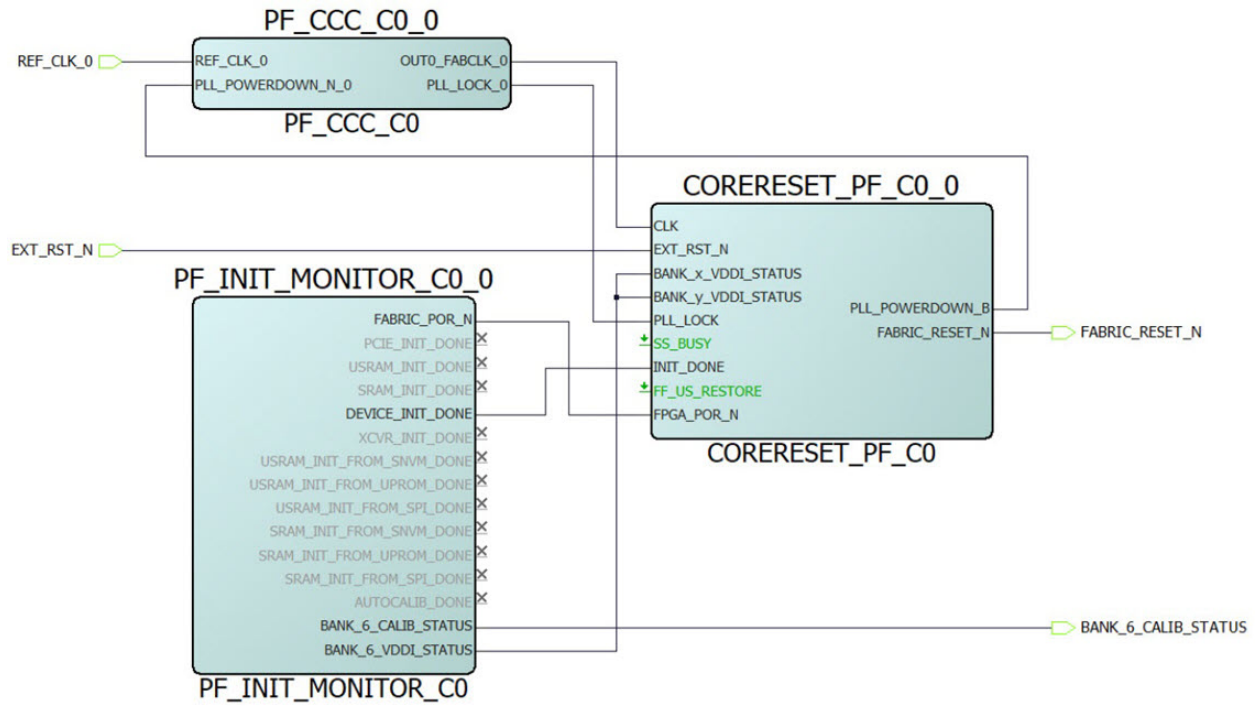 PF_CCC_C0_0
REF_CLK_0
REF_CLK_0 OUT0_FABCLK_0
PLL_POWERDOWN_N_0 PLL_LOCK_0
PF_CCC_C0
CORERESET_PF_C0_0
CLK
EXT_RST_N
EXT_RST_N
BANK_x_VDDI_STATUS
BANK_y_VDDI_STATUS
PLL_POWERDOWN_B
PLL_LOCK
FABRIC_RESET_N
FABRIC_RESET_N
SS_BUSY
INIT_DONE
FF_US_RESTORE
FPGA_POR_N
CORERESET_PF_C0
PF_INIT_MONITOR_C0_0
FABRIC_POR_N
PCIE_INIT_DONE
USRAM_INIT_DONE
SRAM_INIT_DONE
DEVICE_INIT_DONE
XCVR_INIT_DONE
USRAM_INIT_FROM_SNVM_DONE
USRAM_INIT_FROM_UPROM_DONE
USRAM_INIT_FROM_SPI_DONE
SRAM_INIT_FROM_SNVM_DONE
SRAM_INIT_FROM_UPROM_DONE
SRAM_INIT_FROM_SPI_DONE
AUTOCALIB_DONE
BANK_6_CALIB_STATUS
BANK_6_CALIB_STATUS
BANK_6_VDDI_STATUS
PF_INIT_MONITOR_C0